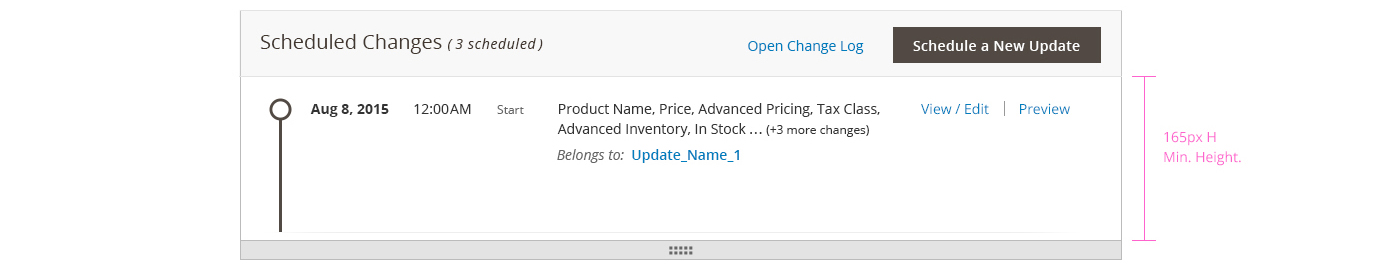 Scheduled Changes ( 3 scheduled )
Open Change Log
Schedule a New Update
Aug 8, 2015 12:00AM Start Product Name, Price, Advanced Pricing, Tax Class, View / Edit | Preview
Advanced Inventory, In Stock ... (+3 more changes)
Belongs to: Update_Name_1
165px H
Min. Height.